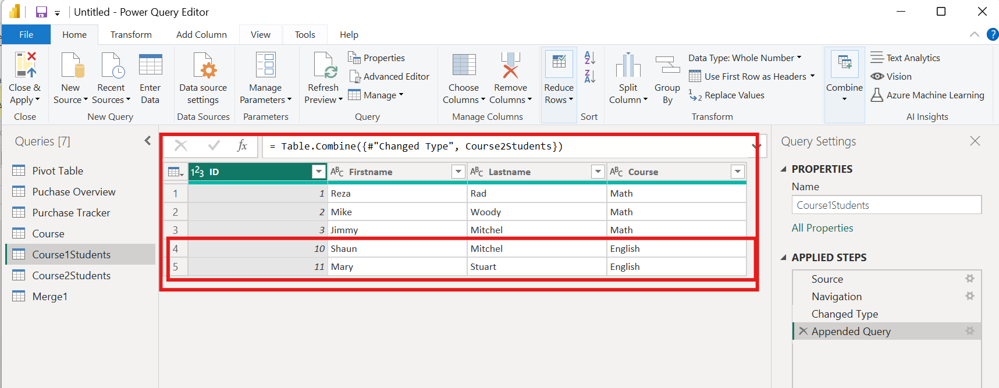 Untitled - Power Query Editor
File Home Transform Add Column View Tools Help
Close & Apply
New Source
Recent Sources
Enter Data
Data source settings
Manage Parameters
Refresh Preview
Properties
Advanced Editor
Manage
Choose Columns
Remove Columns
Reduce Rows
Split Column
Group By
Data Type: Whole Number
Use First Row as Headers
Replace Values
Combine
Text Analytics
Vision
Azure Machine Learning
Close New Query Data Sources Parameters Query Manage Columns Sort Transform AI Insights
Queries [7]
Pivot Table
Puchase Overview
Purchase Tracker
Course
Course1Students
Course2Students
Merge1
fx = Table.Combine({#"Changed Type", Course2Students})
123 ID ABC Firstname ABC Lastname ABC Course
1 1 Reza Rad Math
2 2 Mike Woody Math
3 3 Jimmy Mitchel Math
4 10 Shaun Mitchel English
5 11 Mary Stuart English
Query Settings
PROPERTIES
Name
Course1Students
All Properties
APPLIED STEPS
Source
Navigation
Changed Type
Appended Query